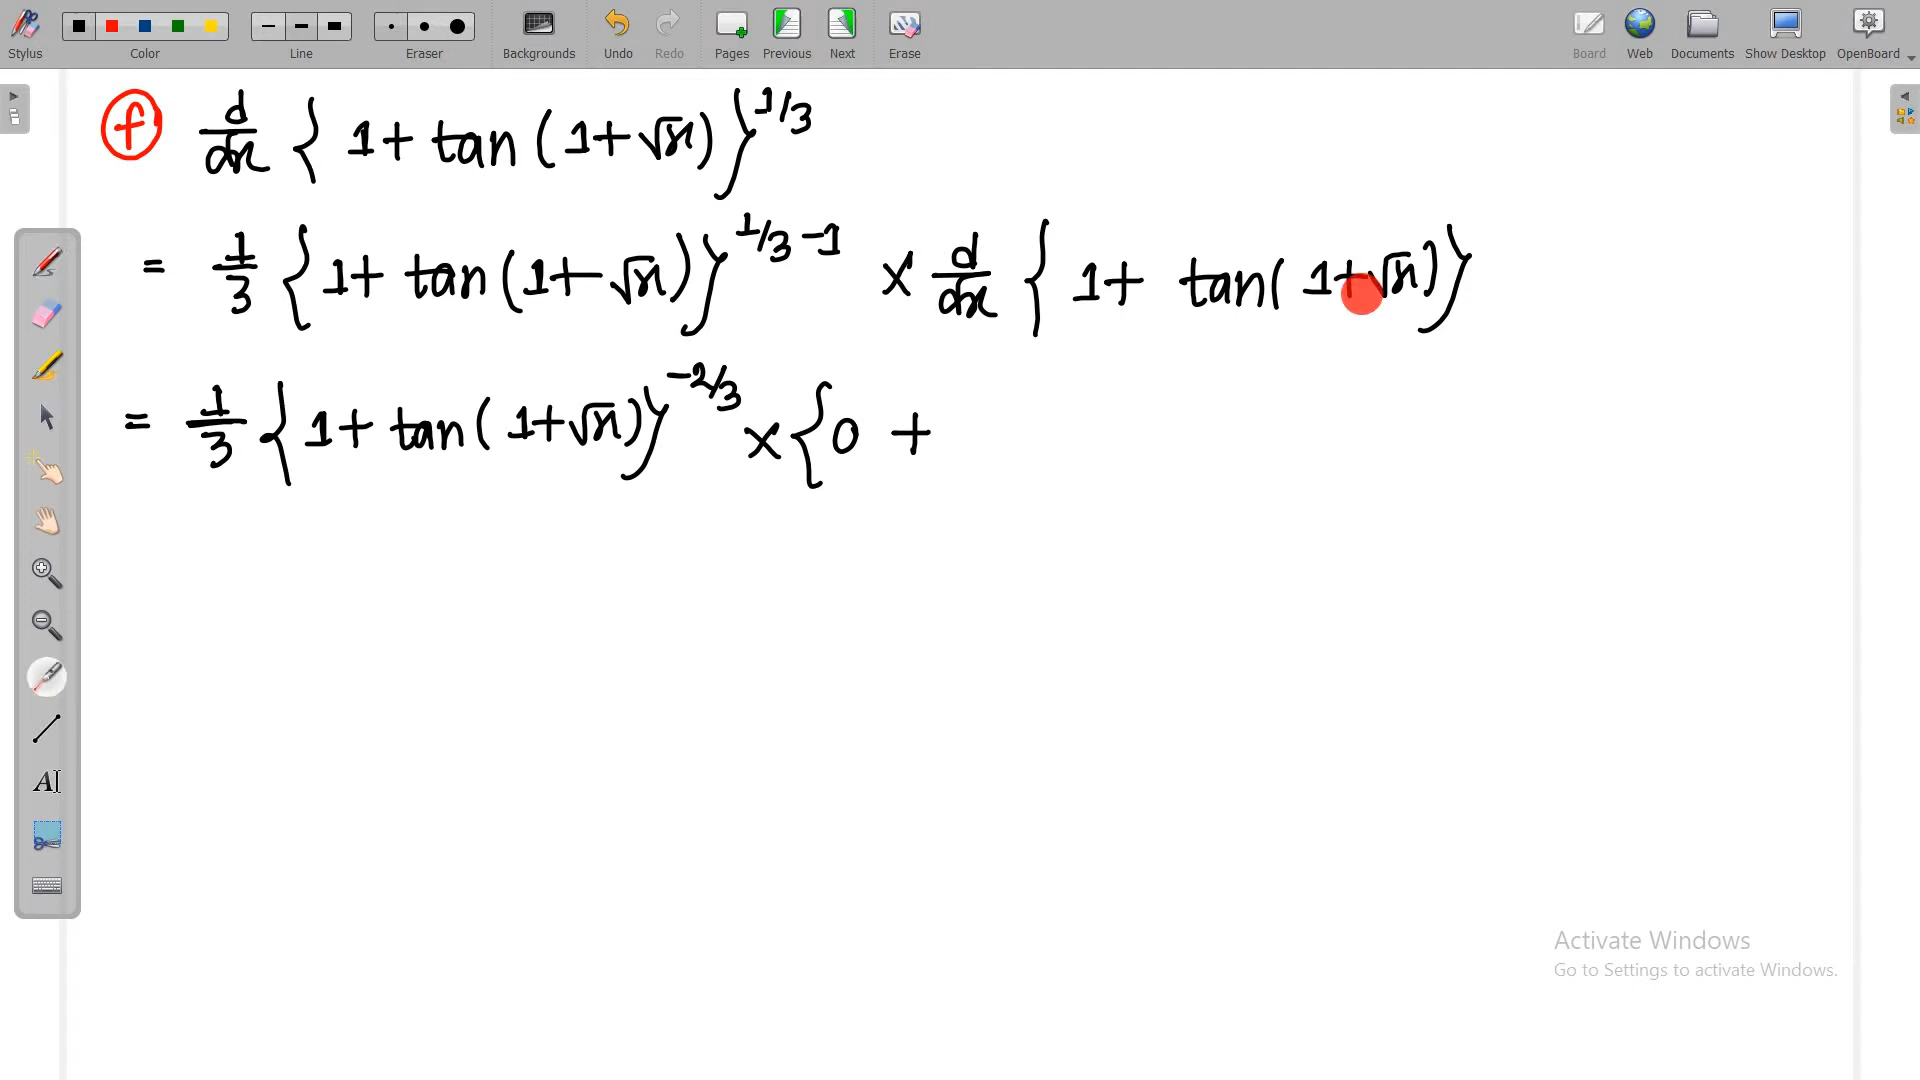 Stylus Color Line Eraser Backgrounds Undo Redo Pages Previous Next Erase Board Web Documents Show Desktop OpenBoard
f d/dx { 1 + tan (1+√x) }^1/3
= 1/3 { 1 + tan (1+√x) }^1/3 -1 × d/dx { 1 + tan( 1+√x) }
= 1/3 { 1 + tan( 1+√x) }^-2/3 × { 0 +
A
Activate Windows
Go to Settings to activate Windows.